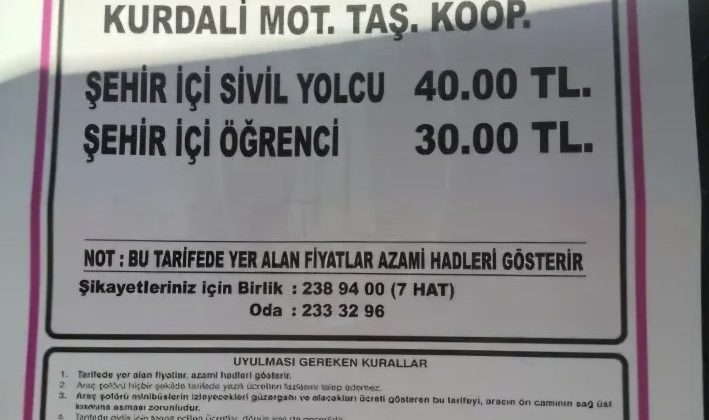 KURDALİ MOT. TAŞ. KOOP.
ŞEHİR İÇİ SİVİL YOLCU 40.00 TL.
ŞEHİR İÇİ ÖĞRENCİ 30.00 TL.
NOT : BU TARİFEDE YER ALAN FİYATLAR AZAMİ HADLERİ GÖSTERİR
Şikayetleriniz için Birlik : 238 94 00 (7 HAT)
Oda : 233 32 96
UYULMASI GEREKEN KURALLAR
1. Tarifede yer alan fiyatlar, azami hadleri gösterir.
2. Araç şoförü hiçbir şekilde tarifede yazılı ücretten fazlasını talep edemez.
3. Araç şoförü minibüslerin izleyecekleri güzergahı ve alacakları ücreti gösteren bu tarifeyi, aracın ön camının sağ üst
kısmına asması zorunludur.